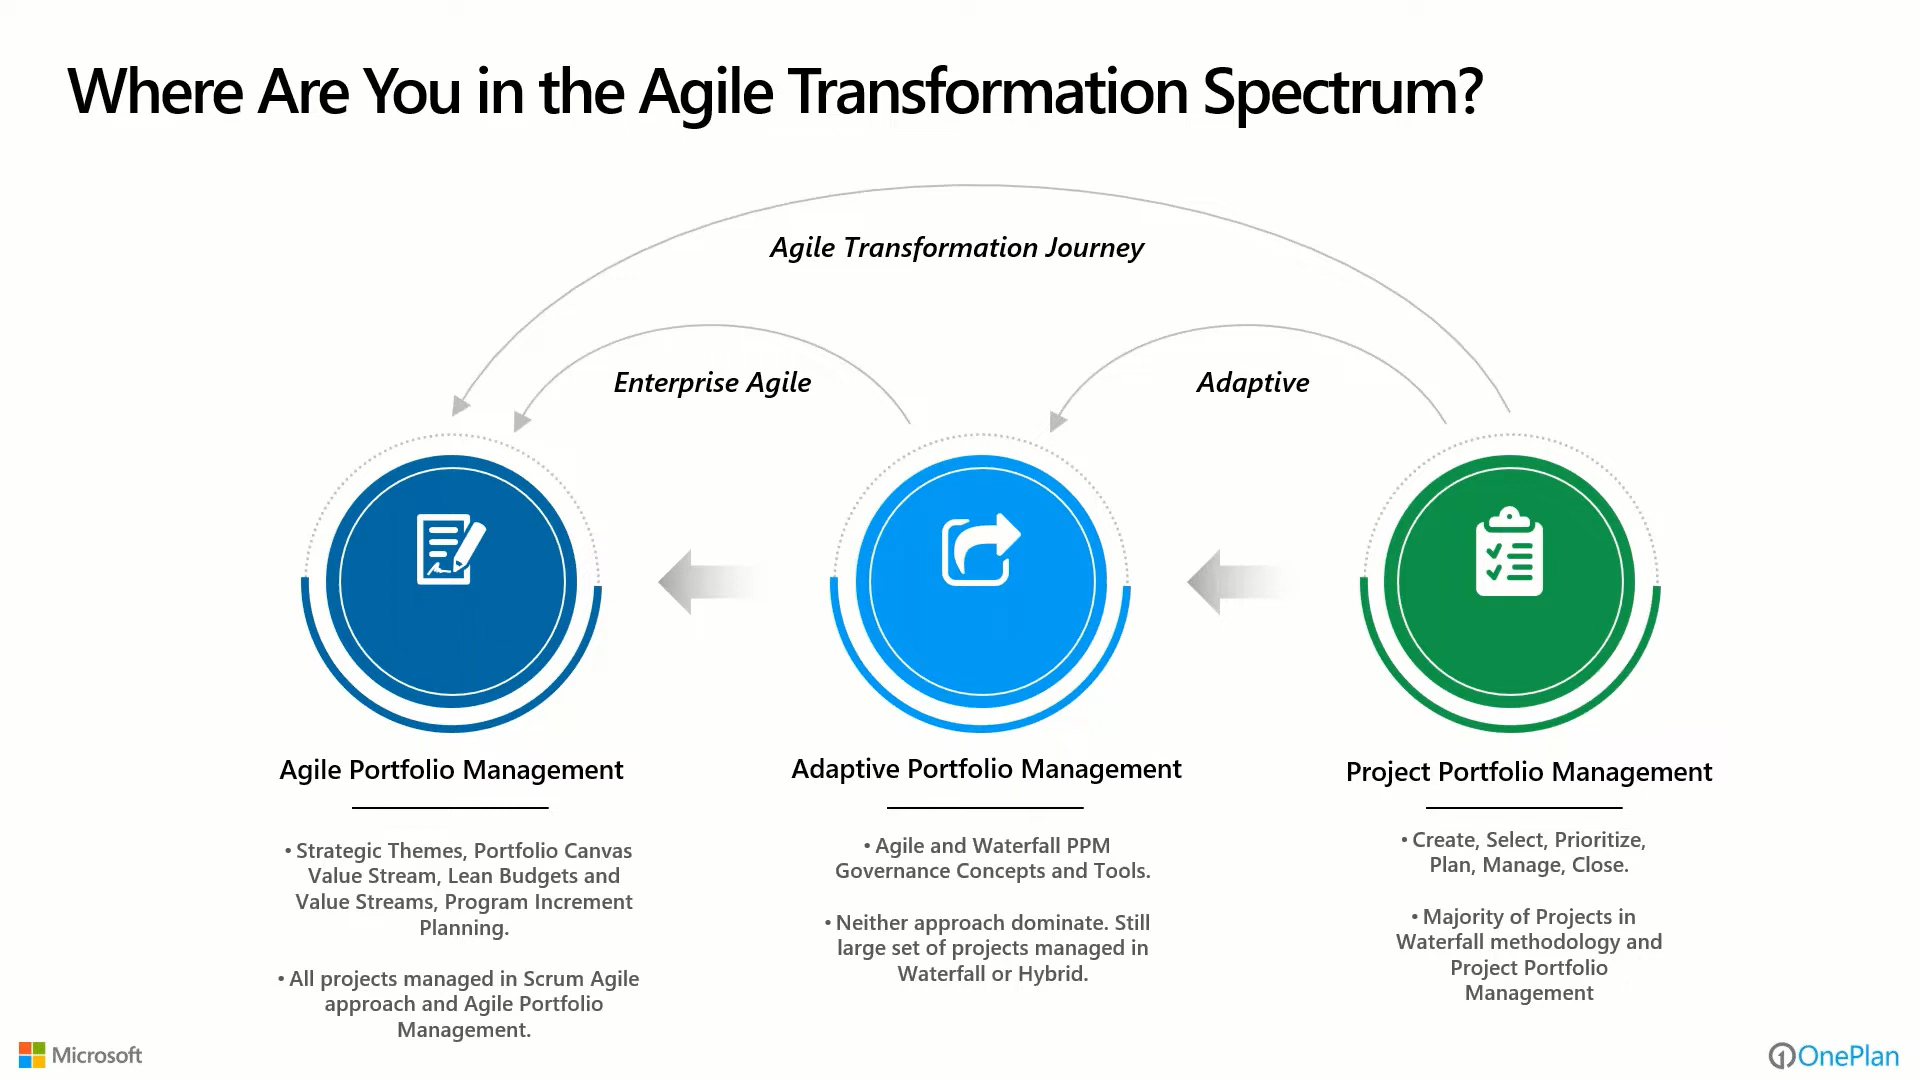 Where Are You in the Agile Transformation Spectrum?
Agile Transformation Journey
Enterprise Agile
Adaptive
Agile Portfolio Management
• Strategic Themes, Portfolio Canvas
Value Stream, Lean Budgets and
Value Streams, Program Increment
Planning.
• All projects managed in Scrum Agile
approach and Agile Portfolio
Management.
Adaptive Portfolio Management
• Agile and Waterfall PPM
Governance Concepts and Tools.
• Neither approach dominate. Still
large set of projects managed in
Waterfall or Hybrid.
Project Portfolio Management
• Create, Select, Prioritize,
Plan, Manage, Close.
• Majority of Projects in
Waterfall methodology and
Project Portfolio
Management
Microsoft
OnePlan